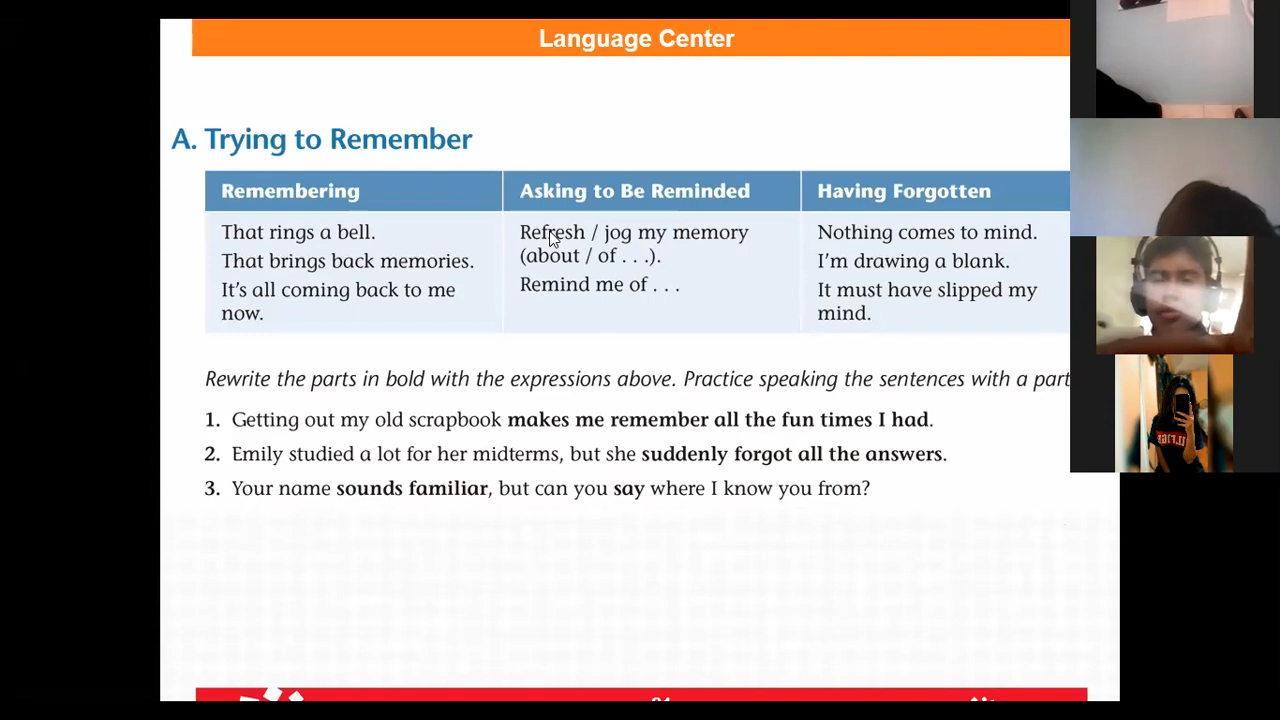 Language Center
A. Trying to Remember
Remembering
Asking to Be Reminded
Having Forgotten
That rings a bell.
That brings back memories.
It's all coming back to me
now.
Refresh / jog my memory
(about / of . . .).
Remind me of . . .
Nothing comes to mind.
I'm drawing a blank.
It must have slipped my
mind.
Rewrite the parts in bold with the expressions above. Practice speaking the sentences with a part
1. Getting out my old scrapbook makes me remember all the fun times I had.
2. Emily studied a lot for her midterms, but she suddenly forgot all the answers.
3. Your name sounds familiar, but can you say where I know you from?